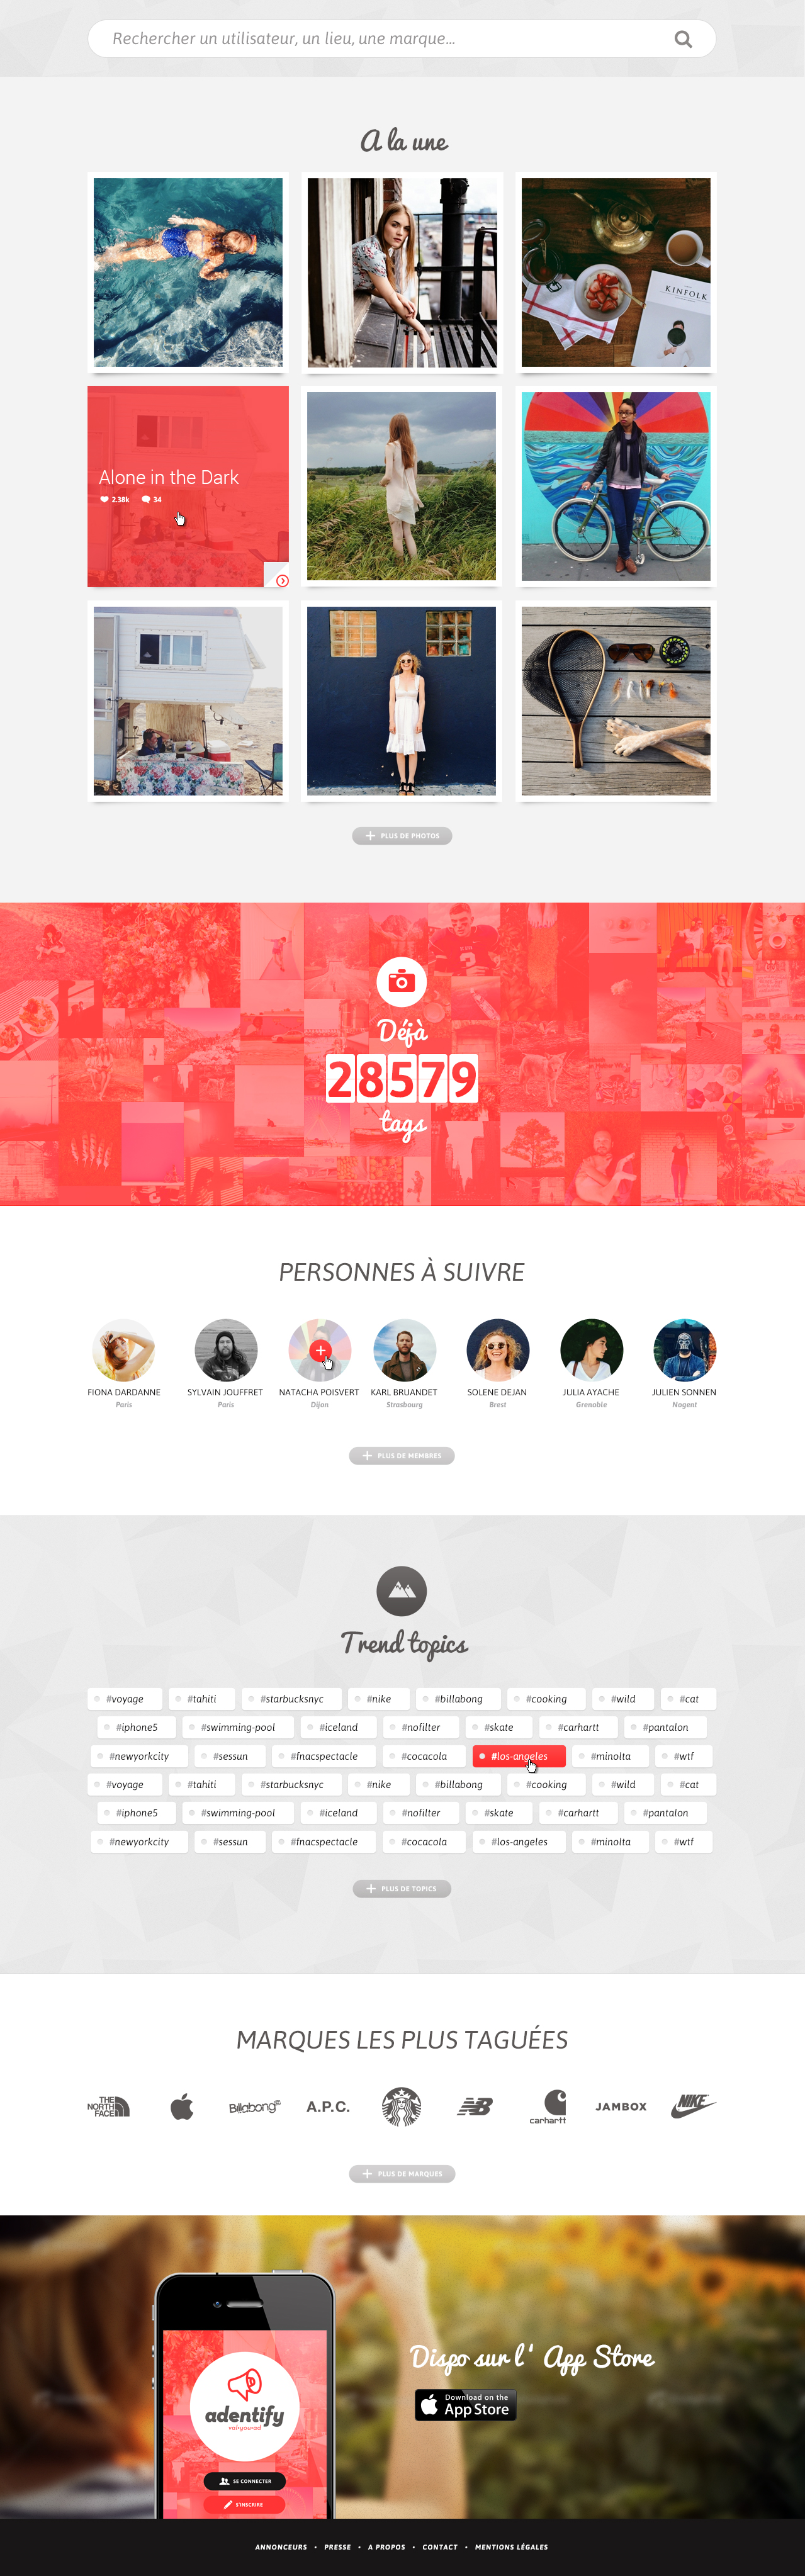 Rechercher un utilisateur, un lieu, une marque...
A la une
KINFOLK
Alone in the Dark
2.38k 34
PLUS DE PHOTOS
Déjà
28579
tags
PERSONNES À SUIVRE
FIONA DARDANNE SYLVAIN JOUFFRET NATACHA POISVERT KARL BRUANDET SOLENE DEJAN JULIA AYACHE JULIEN SONNEN
Paris Paris Dijon Strasbourg Brest Grenoble Nogent
PLUS DE MEMBRES
Trend topics
#voyage #tahiti #starbucksnyc #nike #billabong #cooking #wild #cat
#iphone5 #swimming-pool #iceland #nofilter #skate #carhartt #pantalon
#newyorkcity #sessun #fnacspectacle #cocacola #los-angeles #minolta #wtf
#voyage #tahiti #starbucksnyc #nike #billabong #cooking #wild #cat
#iphone5 #swimming-pool #iceland #nofilter #skate #carhartt #pantalon
#newyorkcity #sessun #fnacspectacle #cocacola #los-angeles #minolta #wtf
PLUS DE TOPICS
MARQUES LES PLUS TAGUÉES
THE NORTH FACE Billabong A.P.C. NB carhartt JAMBOX NIKE
PLUS DE MARQUES
Dispo sur l' App Store
Download on the
App Store
adentify
SE CONNECTER
S'INSCRIRE
ANNONCEURS • PRESSE • A PROPOS • CONTACT • MENTIONS LÉGALES